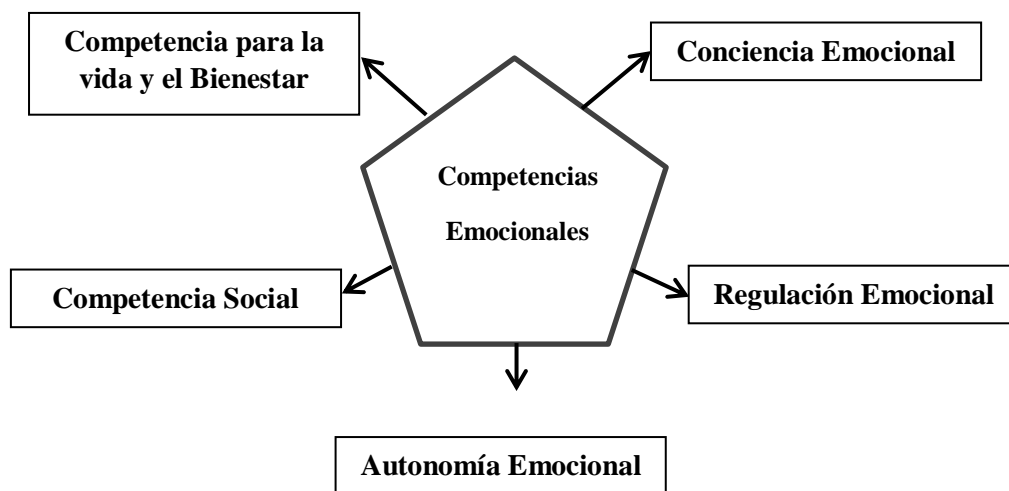 Competencia para la
vida y el Bienestar
Conciencia Emocional
Competencias
Emocionales
Competencia Social
Regulación Emocional
Autonomía Emocional